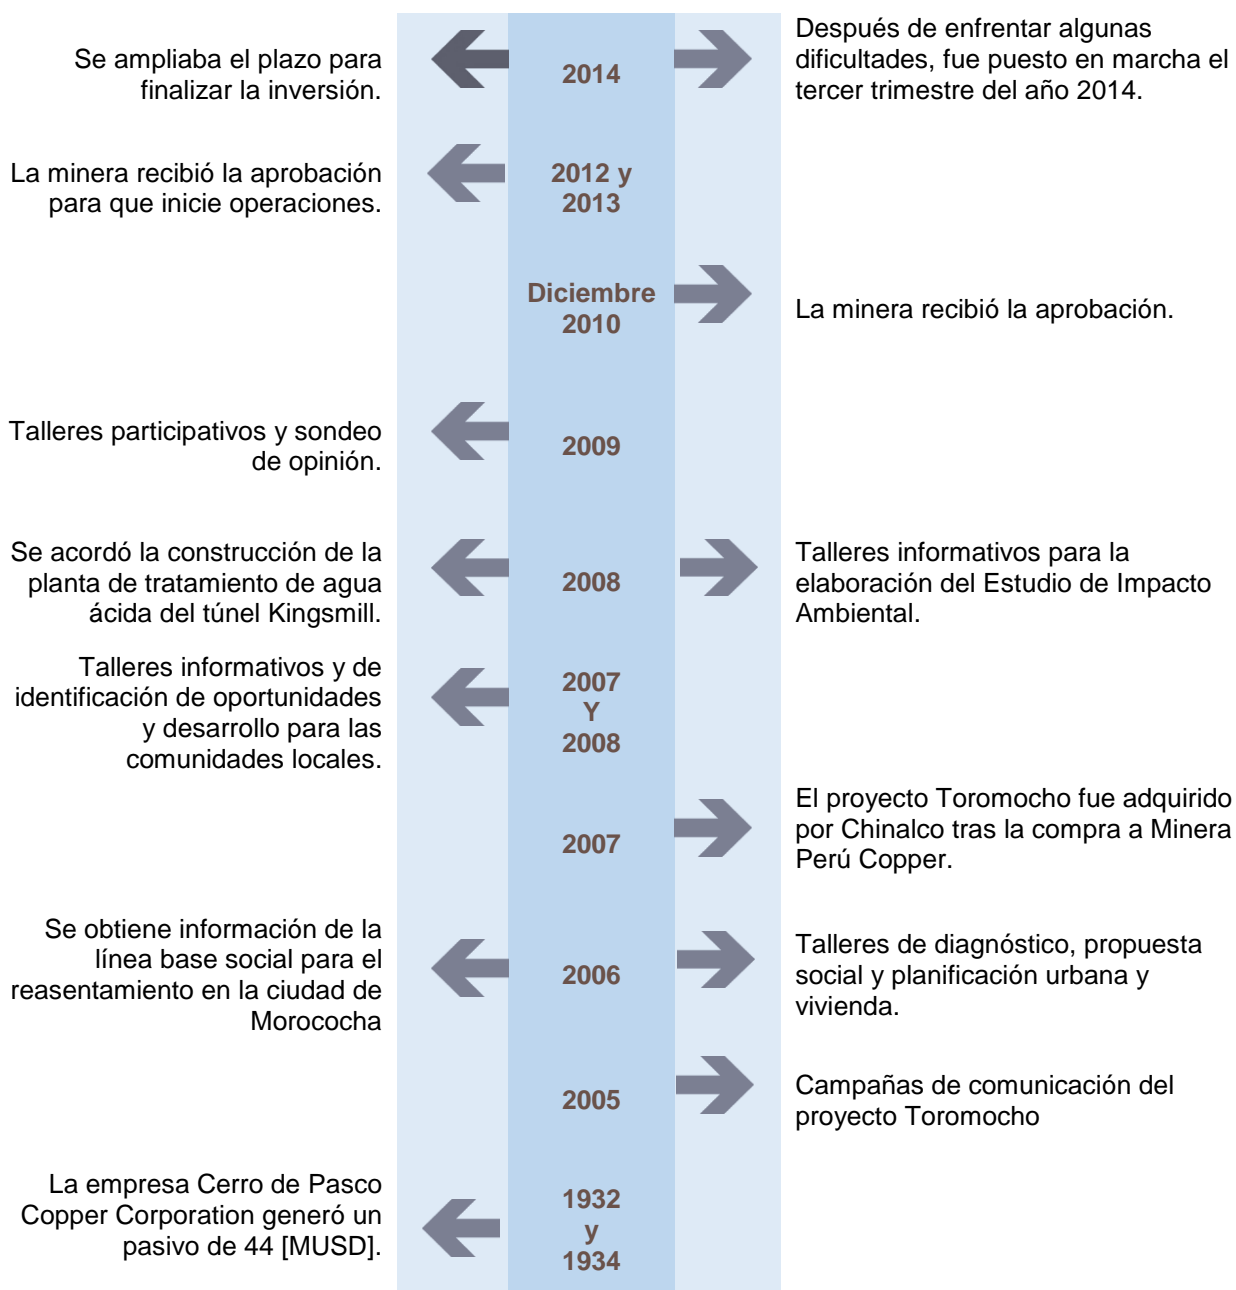 Se ampliaba el plazo para
finalizar la inversión.
2014
Después de enfrentar algunas
dificultades, fue puesto en marcha el
tercer trimestre del año 2014.
La minera recibió la aprobación
para que inicie operaciones.
2012 y
2013
Diciembre
2010
La minera recibió la aprobación.
Talleres participativos y sondeo
de opinión.
2009
Se acordó la construcción de la
planta de tratamiento de agua
ácida del túnel Kingsmill.
2008
Talleres informativos para la
elaboración del Estudio de Impacto
Ambiental.
Talleres informativos y de
identificación de oportunidades
y desarrollo para las
comunidades locales.
2007
Y
2008
El proyecto Toromocho fue adquirido
por Chinalco tras la compra a Minera
Perú Copper.
2007
Se obtiene información de la
línea base social para el
reasentamiento en la ciudad de
Morococha
2006
Talleres de diagnóstico, propuesta
social y planificación urbana y
vivienda.
2005
Campañas de comunicación del
proyecto Toromocho
La empresa Cerro de Pasco
Copper Corporation generó un
pasivo de 44 [MUSD].
1932
y
1934